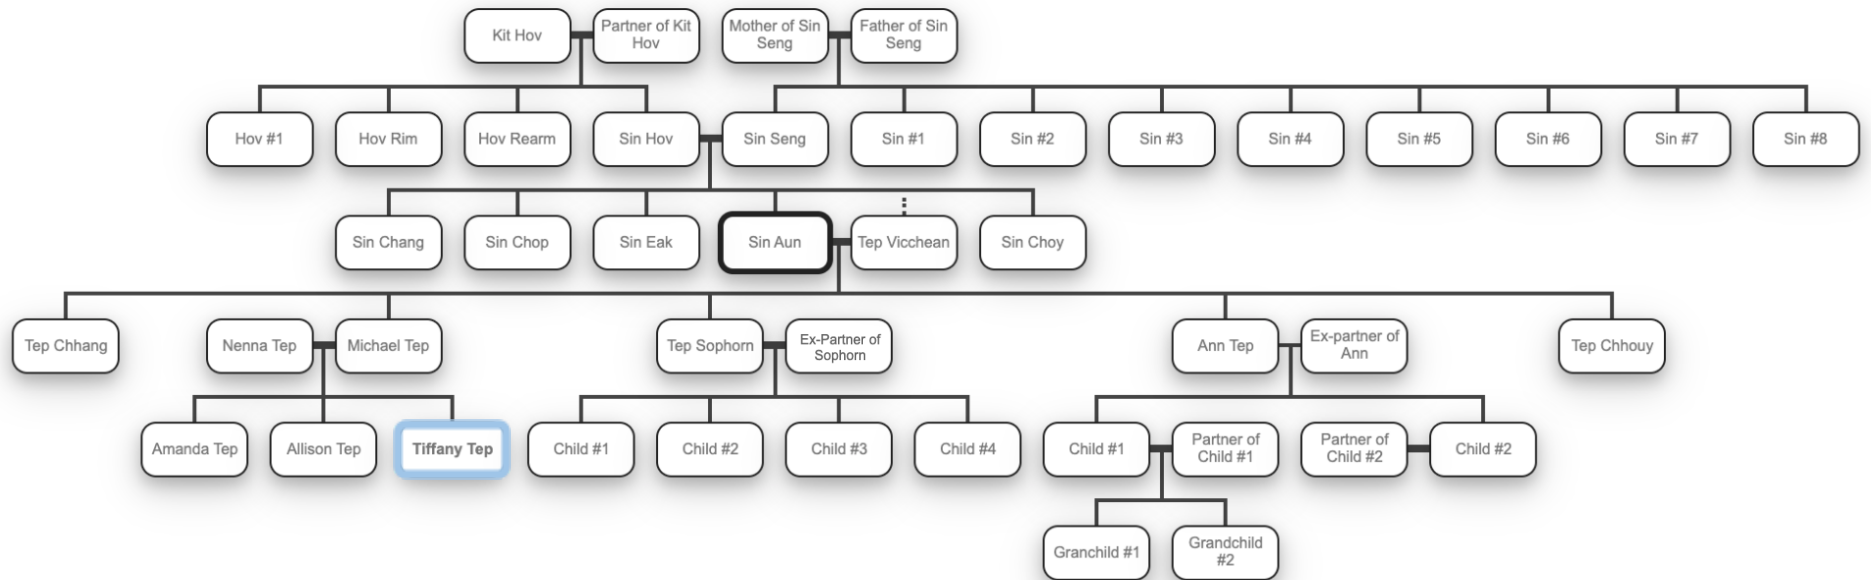 Kit Hov
Partner of Kit
Hov
Mother of Sin
Seng
Father of Sin
Seng
Hov #1
Hov Rim
Hov Rearm
Sin Hov
Sin Seng
Sin #1
Sin #2
Sin #3
Sin #4
Sin #5
Sin #6
Sin #7
Sin #8
Sin Chang
Sin Chop
Sin Eak
Sin Aun
Tep Vicchean
Sin Choy
Tep Chhang
Nenna Tep
Michael Tep
Tep Sophorn
Ex-Partner of
Sophorn
Ann Tep
Ex-partner of
Ann
Tep Chhouy
Amanda Tep
Allison Tep
Tiffany Tep
Child #1
Child #2
Child #3
Child #4
Child #1
Partner of
Child #1
Partner of
Child #2
Child #2
Granchild #1
Grandchild
#2